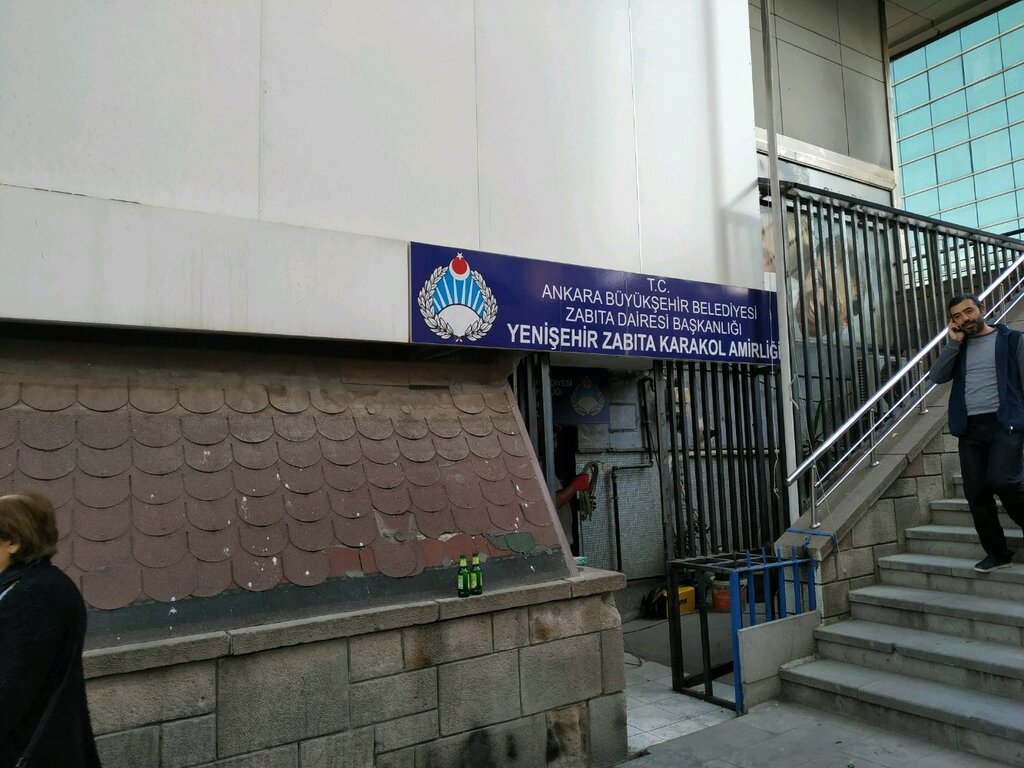 T.C.
ANKARA BÜYÜKŞEHİR BELEDİYESİ
ZABITA DAİRESİ BAŞKANLIĞI
YENİŞEHİR ZABITA KARAKOL AMİRLİĞİ